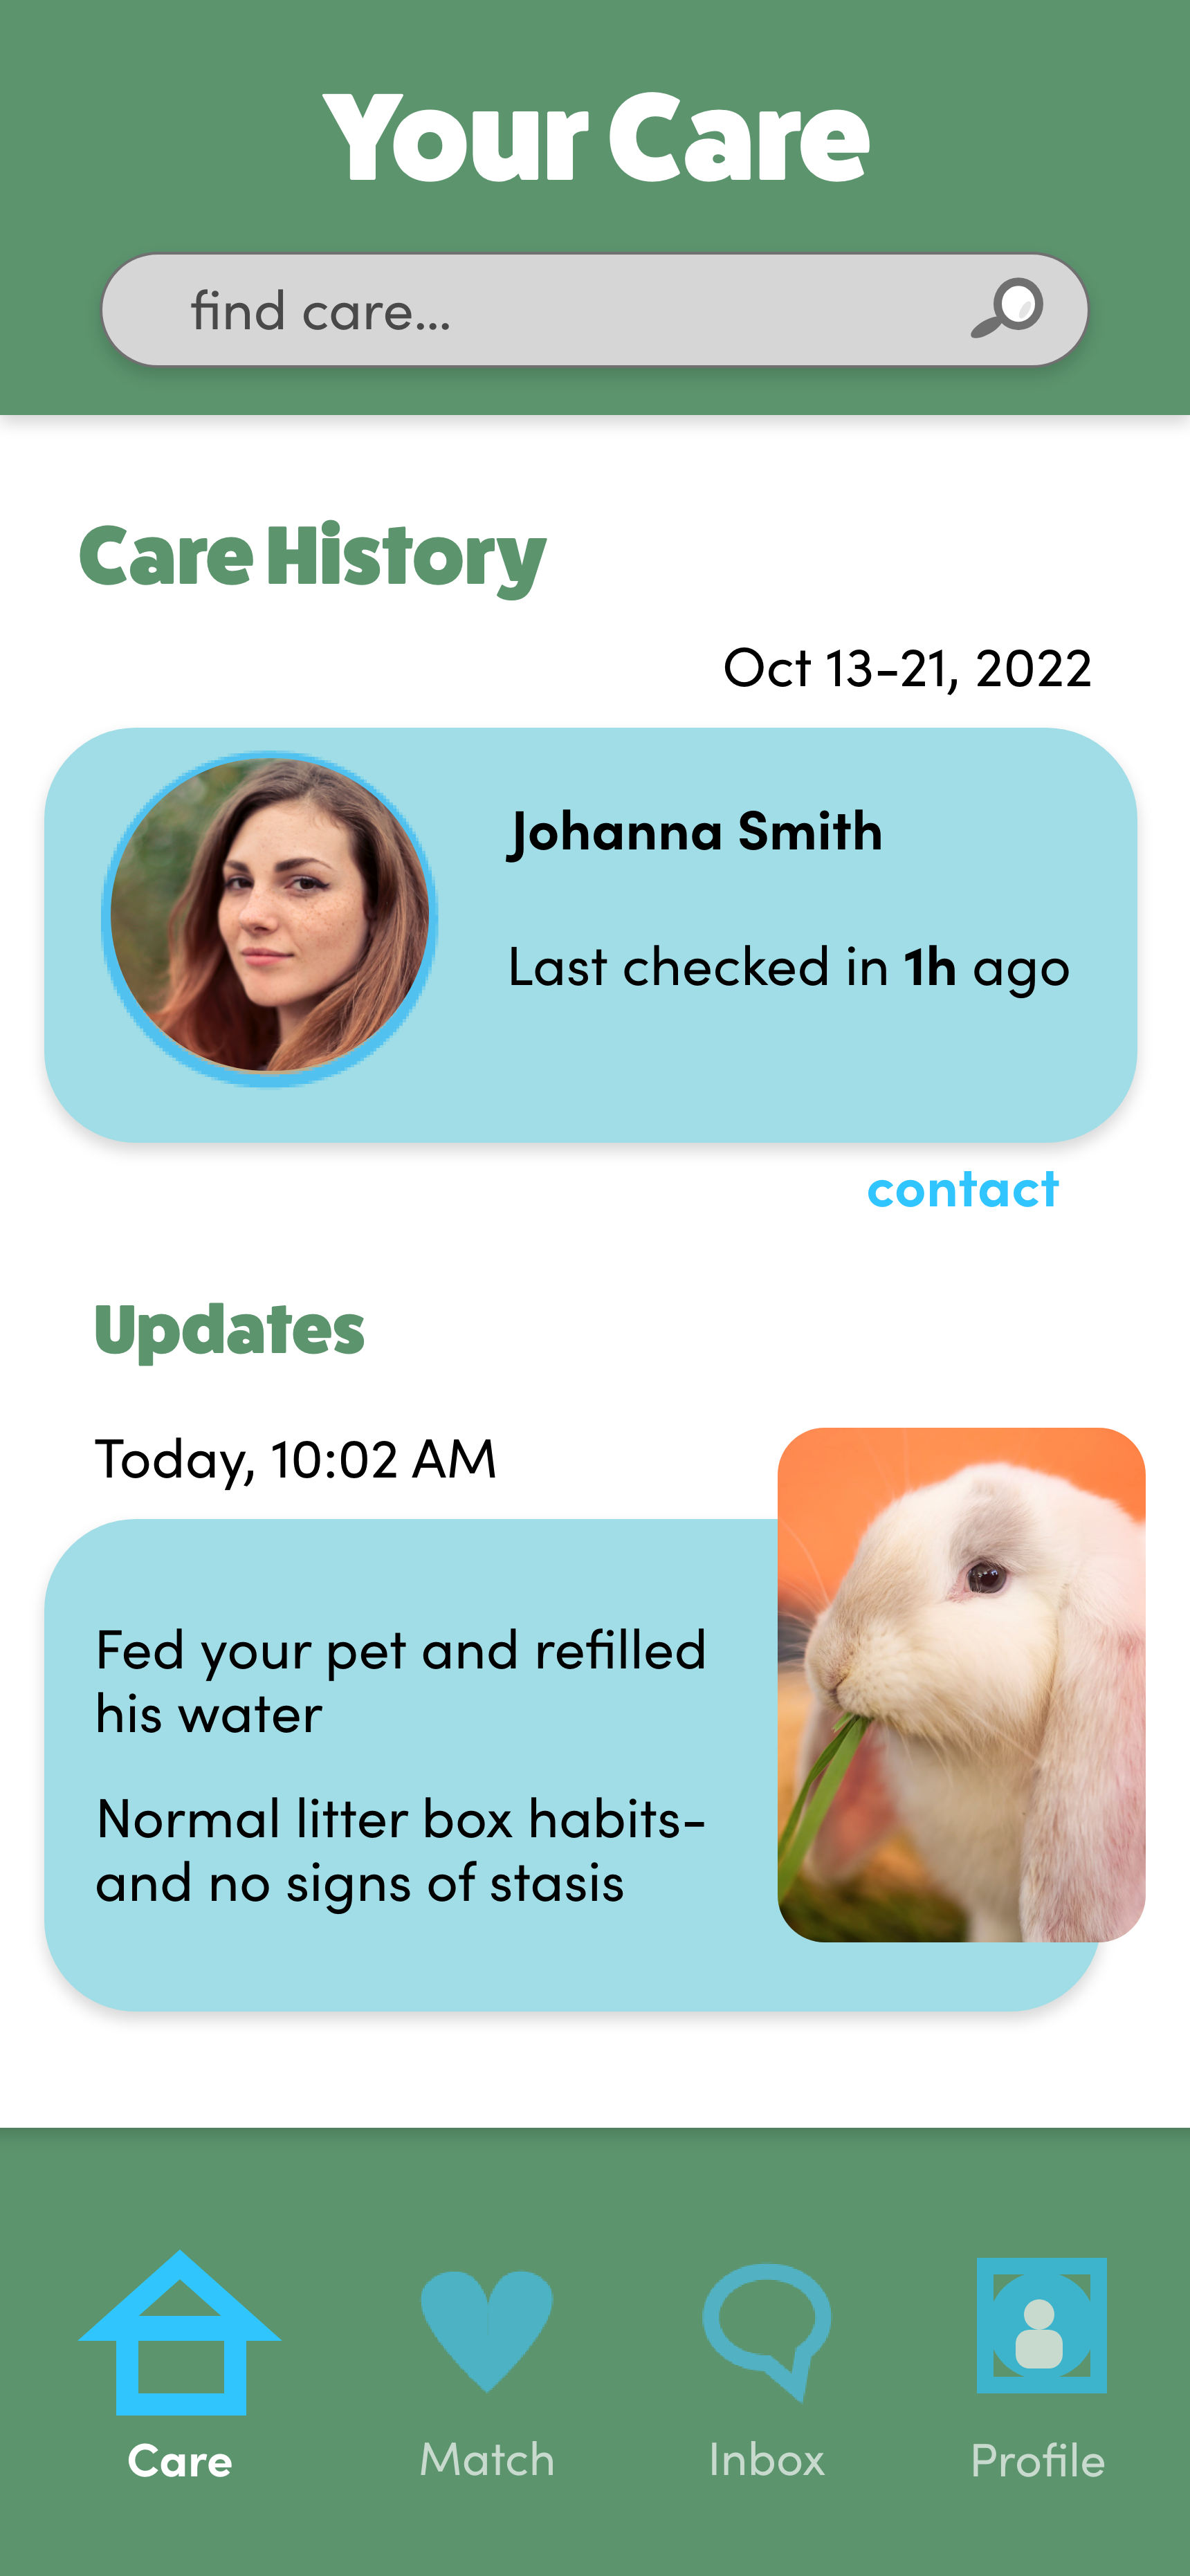 Your Care
find care...
Care History
Oct 13-21, 2022
Johanna Smith
Last checked in 1h ago
contact
Updates
Today, 10:02 AM
Fed your pet and refilled
his water
Normal litter box habits-
and no signs of stasis
Care
Match
Inbox
Profile